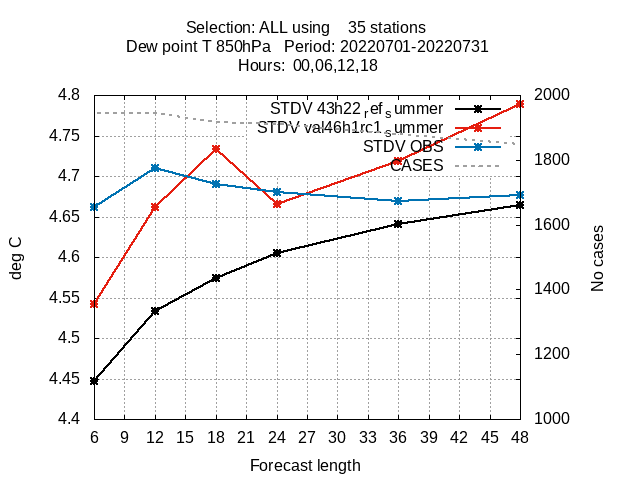 Selection: ALL using 35 stations
Dew point T 850hPa Period: 20220701-20220731
Hours: 00,06,12,18
4.8
4.75
4.7
4.65
4.6
4.55
4.5
4.45
4.4
deg C
STDV 43h22ref summer
STDV val46h1rc1summer
STDV OBS
CASES
2000
1800
1600
1400
1200
1000
No cases
6 9 12 15 18 21 24 27 30 33 36 39 42 45 48
Forecast length